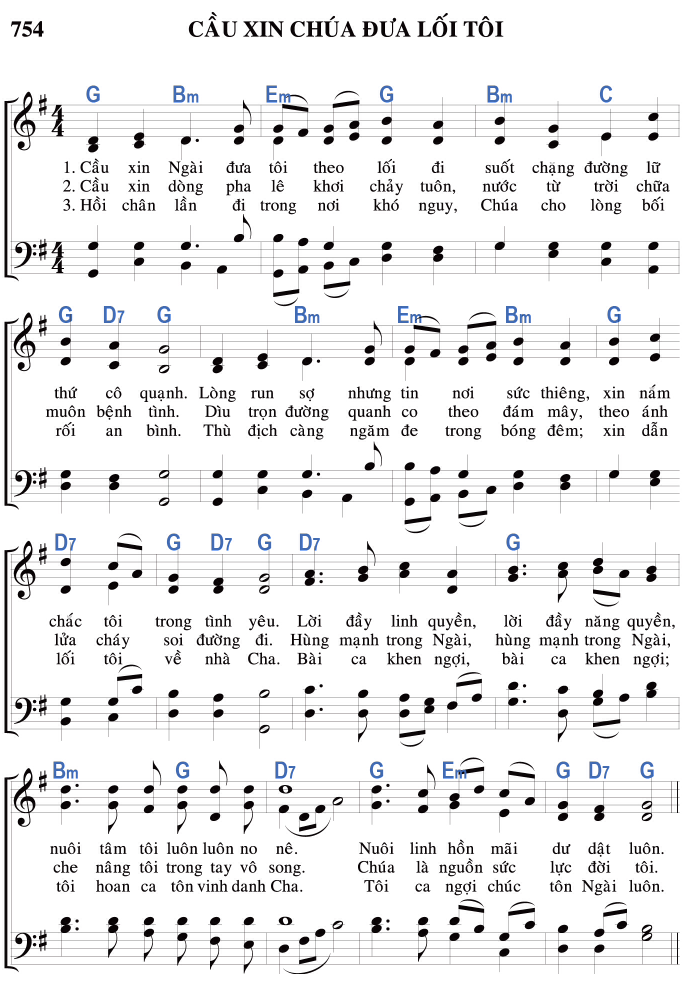 754 CẦU XIN CHÚA ĐƯA LỐI TÔI
G Bm Em G Bm C
4 4
1. Cầu xin Ngài đưa tôi theo lối đi suốt chặng đường lữ
2. Cầu xin dòng pha lê khơi chảy tuôn, nước từ trời chữa
3. Hồi chân lần đi trong nơi khó nguy, Chúa cho lòng bối
4 4
G D7 G Bm Em Bm G
thứ cô quạnh. Lòng run sợ nhưng tin nơi sức thiêng, xin nắm
muôn bệnh tình. Dìu trọn đường quanh co theo đám mây, theo ánh
rối an bình. Thù địch càng ngăm đe trong bóng đêm; xin dẫn
D7 G D7 G D7 G
chắc tôi trong tình yêu. Lời đầy linh quyền, lời đầy năng quyền,
lửa cháy soi đường đi. Hùng mạnh trong Ngài, hùng mạnh trong Ngài,
lối tôi về nhà Cha. Bài ca khen ngợi, bài ca khen ngợi;
Bm G D7 G Em G D7 G
nuôi tâm tôi luôn luôn no nê. Nuôi linh hồn mãi dư dật luôn.
che nâng tôi trong tay vô song. Chúa là nguồn sức lực đời tôi.
tôi hoan ca tôn vinh danh Cha. Tôi ca ngợi chúc tôn Ngài luôn.